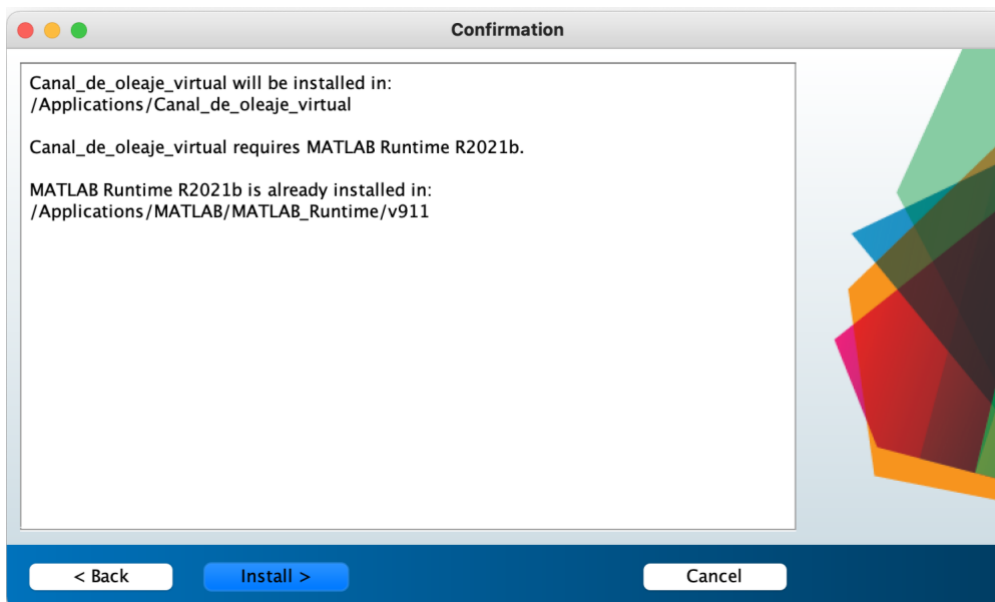 Confirmation
Canal_de_oleaje_virtual will be installed in:
/Applications/Canal_de_oleaje_virtual
Canal_de_oleaje_virtual requires MATLAB Runtime R2021b.
MATLAB Runtime R2021b is already installed in:
/Applications/MATLAB/MATLAB_Runtime/v911
< Back
Install >
Cancel